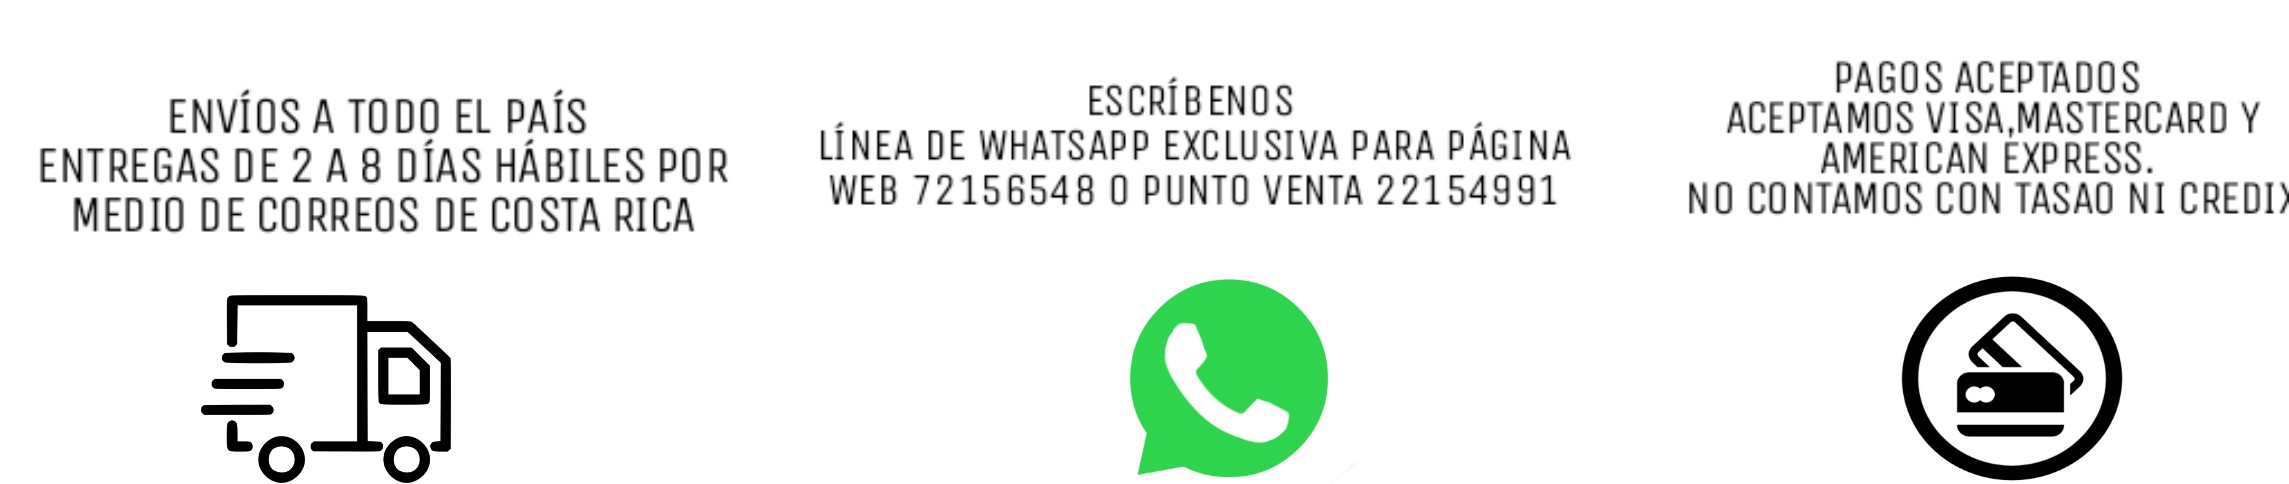 ENVÍOS A TODO EL PAÍS
ENTREGAS DE 2 A 8 DÍAS HÁBILES POR
MEDIO DE CORREOS DE COSTA RICA
ESCRÍBENOS
LÍNEA DE WHATSAPP EXCLUSIVA PARA PÁGINA
WEB 72156548 O PUNTO VENTA 22154991
PAGOS ACEPTADOS
ACEPTAMOS VISA,MASTERCARD Y
AMERICAN EXPRESS.
NO CONTAMOS CON TASAO NI CREDIX